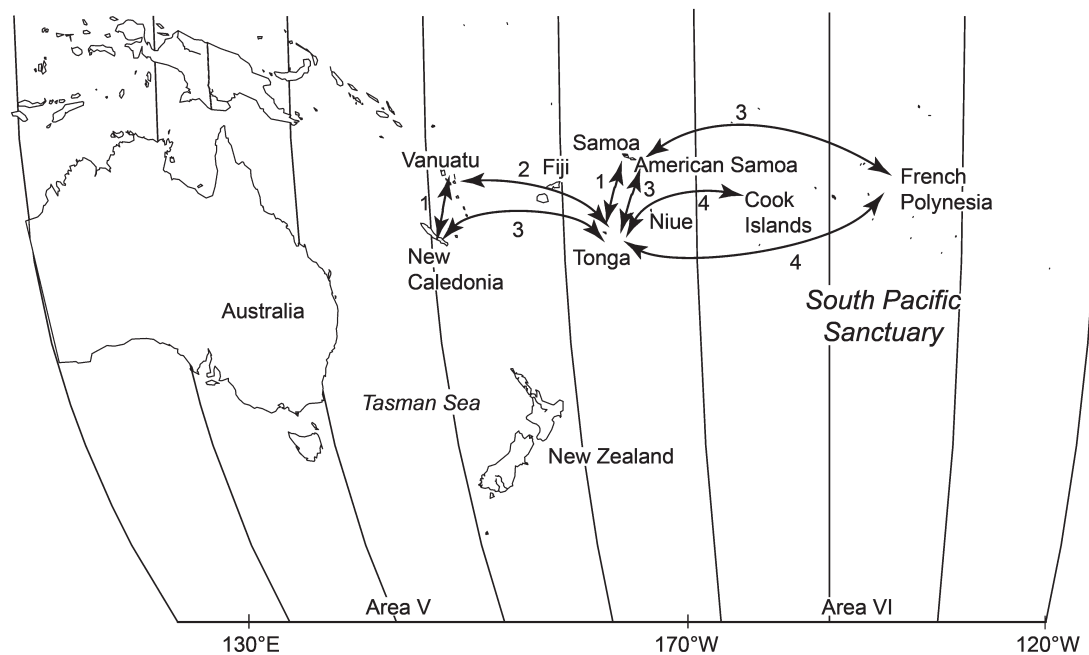 3
Samoa
Vanuatu
2
Fiji
American Samoa
1
1
3
4
French
Polynesia
Cook
Islands
Niue
3
Tonga
4
New
Caledonia
Australia
South Pacific
Sanctuary
Tasman Sea
New Zealand
Area V
Area VI
130°E
170°W
120°W